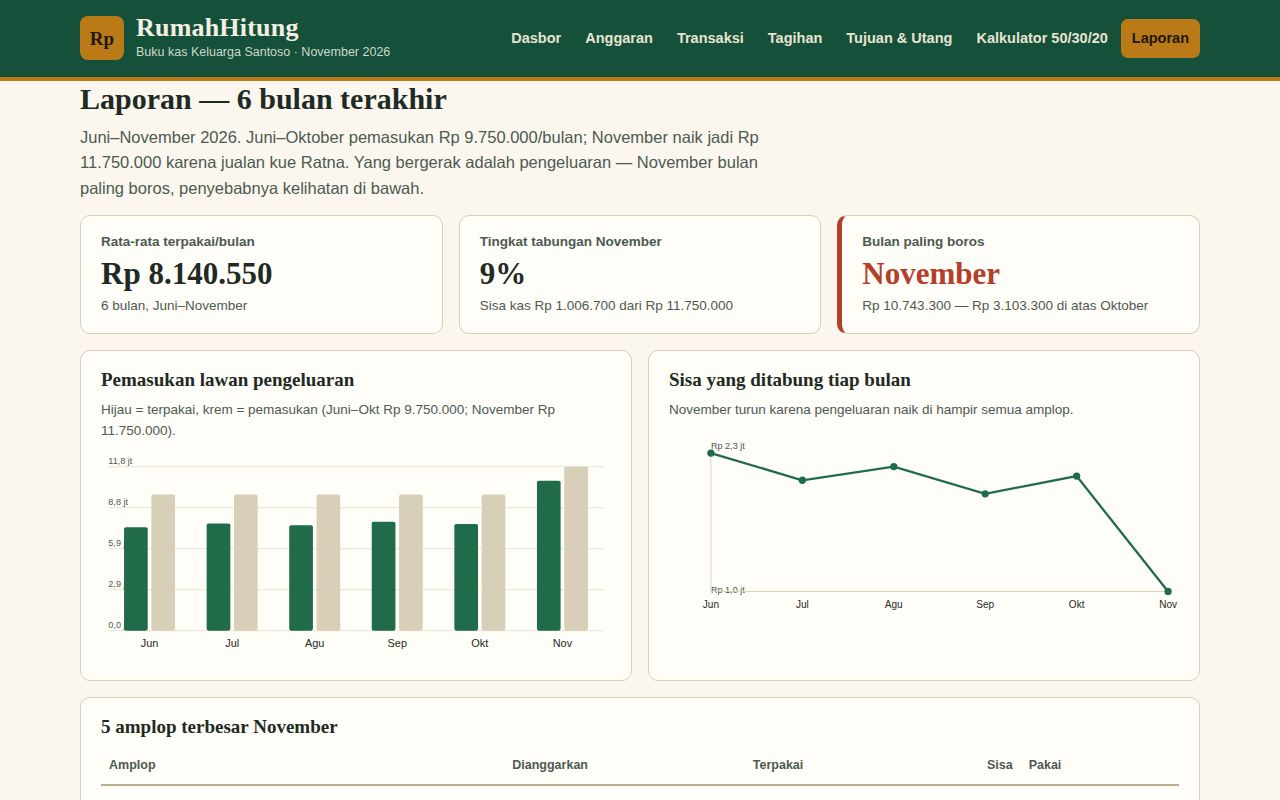 Rp
RumahHitung
Buku kas Keluarga Santoso · November 2026
Dasbor
Anggaran
Transaksi
Tagihan
Tujuan & Utang
Kalkulator 50/30/20
Laporan
Laporan — 6 bulan terakhir
Juni–November 2026. Juni–Oktober pemasukan Rp 9.750.000/bulan; November naik jadi Rp
11.750.000 karena jualan kue Ratna. Yang bergerak adalah pengeluaran — November bulan
paling boros, penyebabnya kelihatan di bawah.
Rata-rata terpakai/bulan
Rp 8.140.550
6 bulan, Juni–November
Tingkat tabungan November
9%
Sisa kas Rp 1.006.700 dari Rp 11.750.000
Bulan paling boros
November
Rp 10.743.300 — Rp 3.103.300 di atas Oktober
Pemasukan lawan pengeluaran
Hijau = terpakai, krem = pemasukan (Juni–Okt Rp 9.750.000; November Rp
11.750.000).
11,8 jt
8,8 jt
5,9
2,9
0,0
Jun
Jul
Agu
Sep
Okt
Nov
Sisa yang ditabung tiap bulan
November turun karena pengeluaran naik di hampir semua amplop.
Rp 2,3 jt
Rp 1,0 jt
Jun
Jul
Agu
Sep
Okt
Nov
5 amplop terbesar November
Amplop
Dianggarkan
Terpakai
Sisa
Pakai